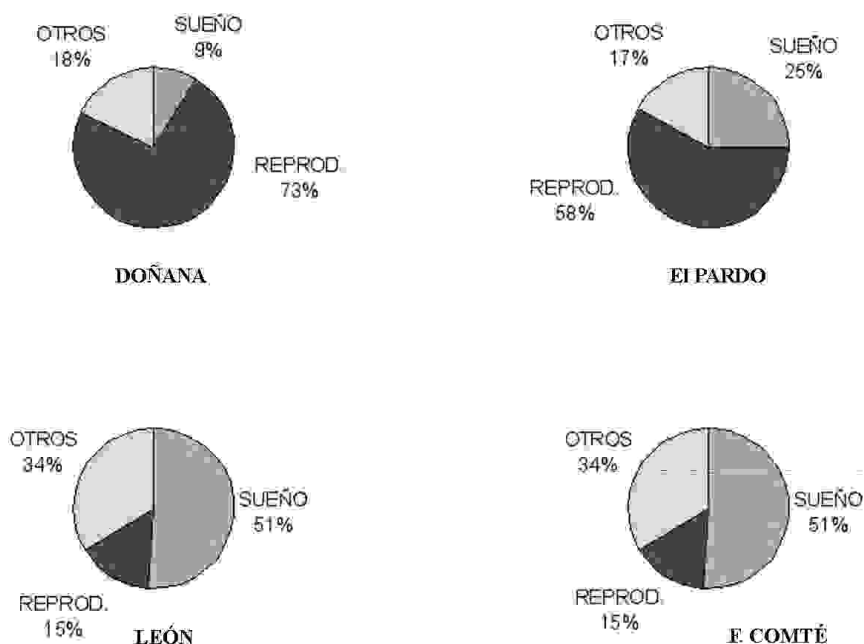 OTROS
18%
SUEÑO
9%
REPROD.
73%
DOÑANA
OTROS
17%
SUEÑO
25%
REPROD.
58%
El PARDO
OTROS
34%
SUEÑO
51%
REPROD.
15%
LEÓN
OTROS
34%
SUEÑO
51%
REPROD.
15%
F. COMTÉ